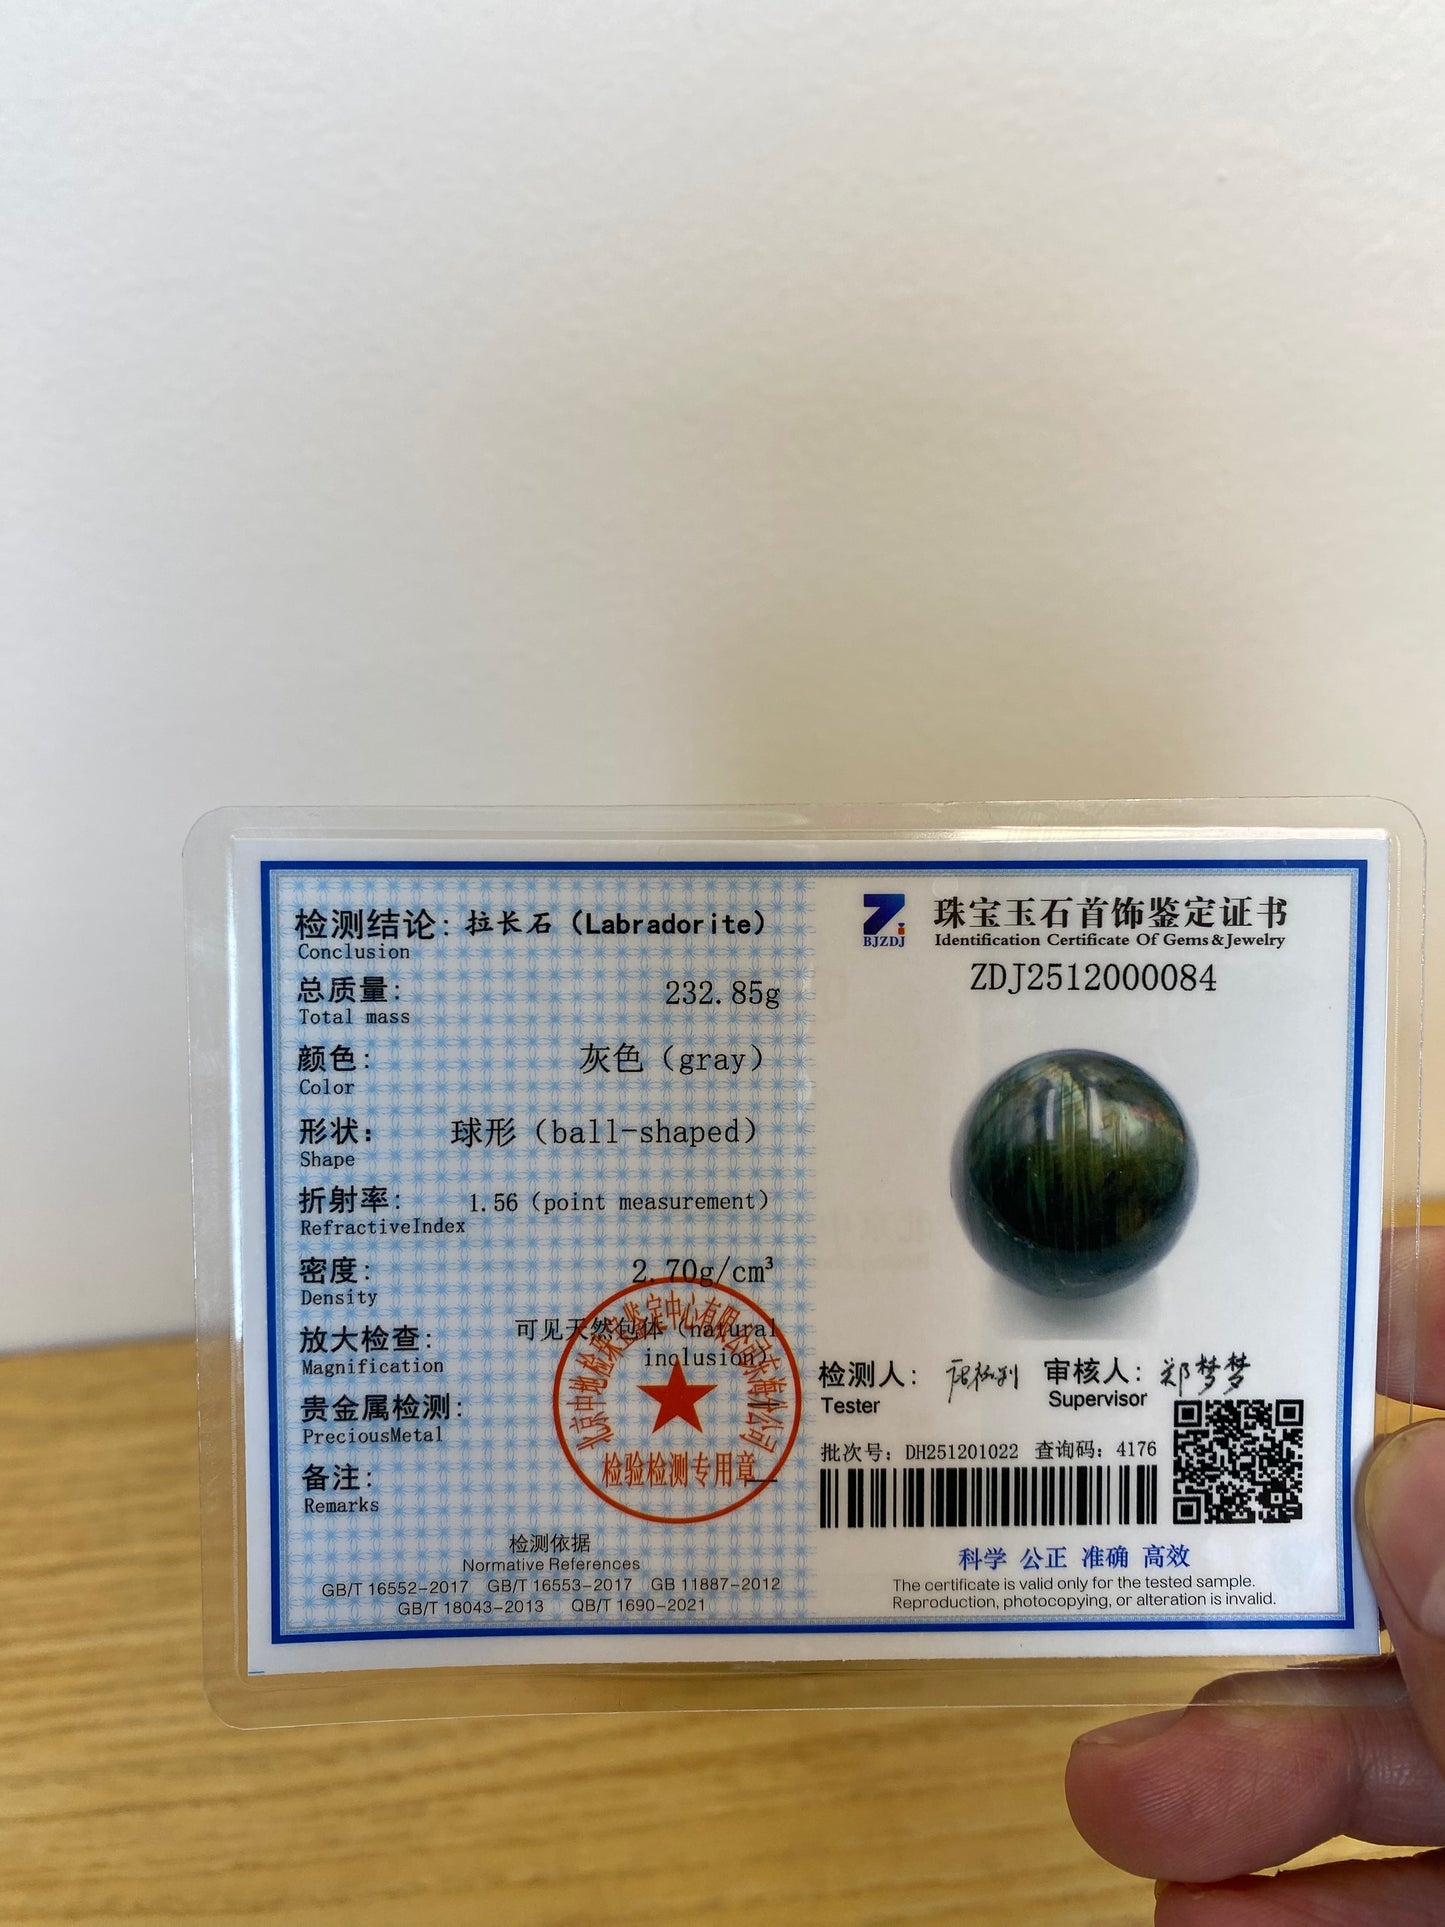 检测结论: 拉长石（Labradorite）
Conclusion
总质量: 232.85g
Total mass
颜色: 灰色（gray）
Color
形状: 球形（ball-shaped）
Shape
折射率: 1.56（point measurement）
RefractiveIndex
密度: 2.70g/cm³
Density
放大检查: 可见天然包体（natural
inclusion）
Magnification
贵金属检测:
PreciousMetal
备注: —
Remarks
检验检测专用章
检测依据
Normative References
GB/T 16552-2017 GB/T 16553-2017 GB 11887-2012
GB/T 18043-2013 QB/T 1690-2021
BJZDJ
珠宝玉石首饰鉴定证书
Identification Certificate Of Gems&Jewelry
ZDJ2512000084
检测人: 审核人: 郑梦梦
Tester Supervisor
批次号: DH251201022 查询码: 4176
科学 公正 准确 高效
The certificate is valid only for the tested sample.
Reproduction, photocopying, or alteration is invalid.